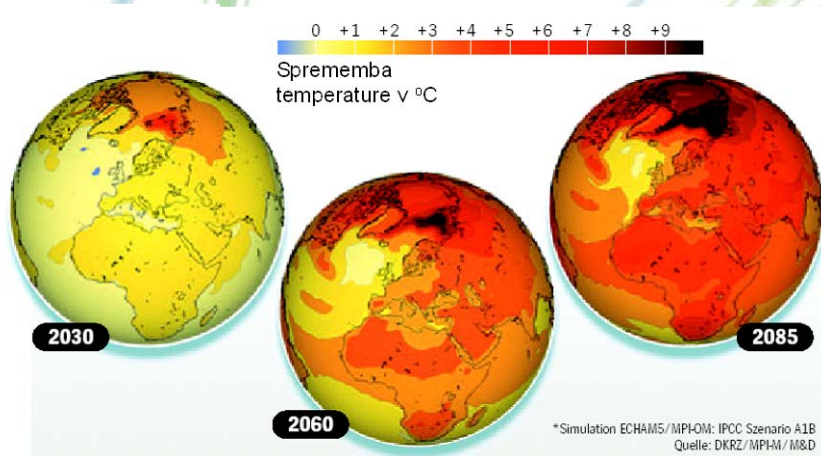 0 +1 +2 +3 +4 +5 +6 +7 +8 +9
Sprememba
temperature v ºC
2030
2060
2085
*Simulation ECHAM5/MPI-OM: IPCC Szenario A1B
Quelle: DKRZ/MPI-M/M&D